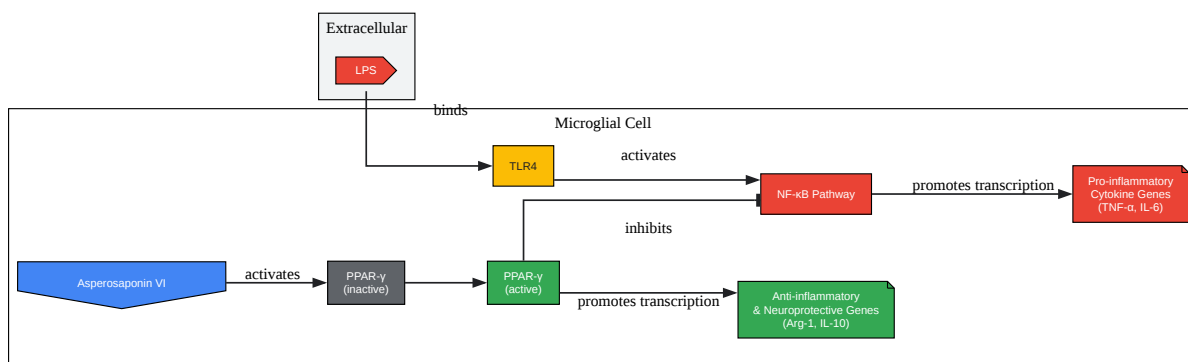 Extracellular
LPS
binds
Microglial Cell
TLR4
activates
NF-κB Pathway
promotes transcription
Pro-inflammatory
Cytokine Genes
(TNF-α, IL-6)
inhibits
Asperosaponin VI
activates
PPAR-γ
(inactive)
PPAR-γ
(active)
promotes transcription
Anti-inflammatory
& Neuroprotective Genes
(Arg-1, IL-10)